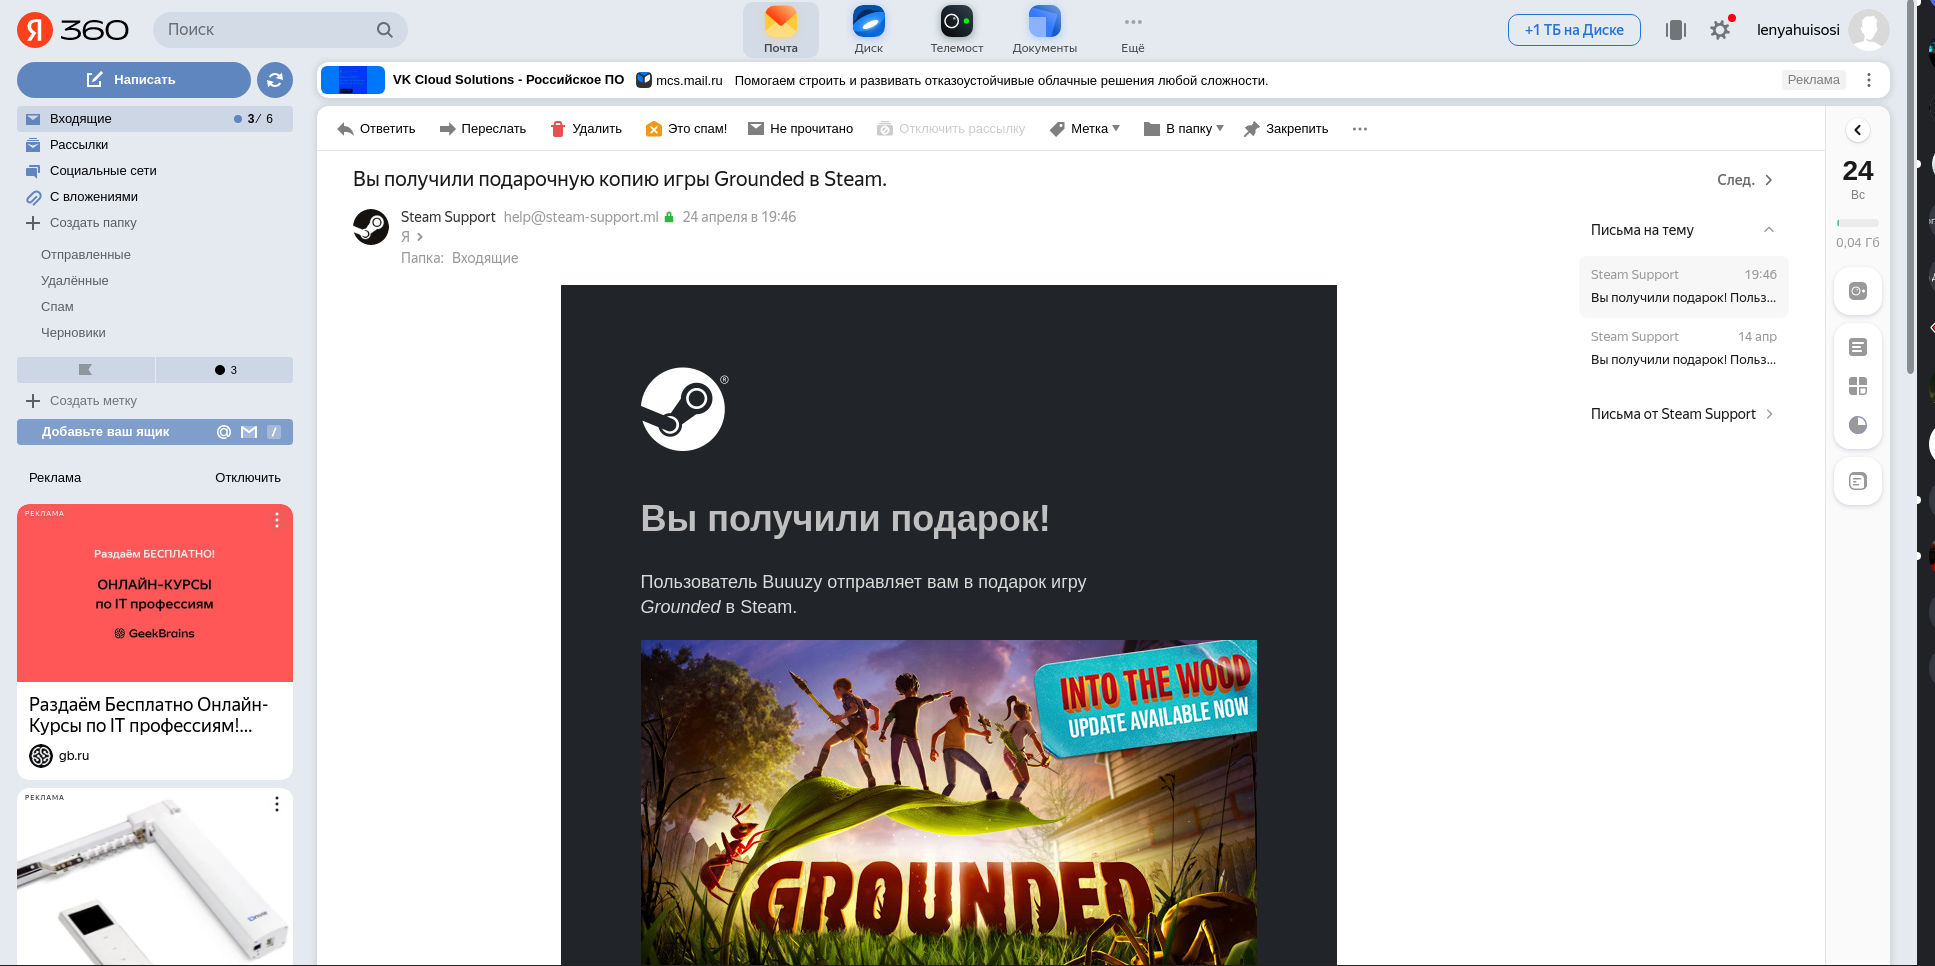 Я 360
Поиск
Почта
Диск
Телемост
Документы
Ещё
+1 ТБ на Диске
lenyahuisosi
Написать
VK Cloud Solutions - Российское ПО
mcs.mail.ru
Помогаем строить и развивать отказоустойчивые облачные решения любой сложности.
Реклама
Входящие
3 / 6
Рассылки
Социальные сети
С вложениями
Создать папку
Отправленные
Удалённые
Спам
Черновики
3
Создать метку
Добавьте ваш ящик
Реклама
Отключить
РЕКЛАМА
Раздаём БЕСПЛАТНО!
ОНЛАЙН-КУРСЫ
по IT профессиям
GeekBrains
Раздаём Бесплатно Онлайн-
Курсы по IT профессиям!...
gb.ru
РЕКЛАМА
Ответить
Переслать
Удалить
Это спам!
Не прочитано
Отключить рассылку
Метка
В папку
Закрепить
Вы получили подарочную копию игры Grounded в Steam.
След.
Steam Support help@steam-support.ml 24 апреля в 19:46
Я
Папка: Входящие
®
Вы получили подарок!
Пользователь Buuuzy отправляет вам в подарок игру
Grounded в Steam.
INTO THE WOOD
UPDATE AVAILABLE NOW
GROUNDED
Письма на тему
Steam Support 19:46
Вы получили подарок! Польз...
Steam Support 14 апр
Вы получили подарок! Польз...
Письма от Steam Support
24
Вс
0,04 Гб